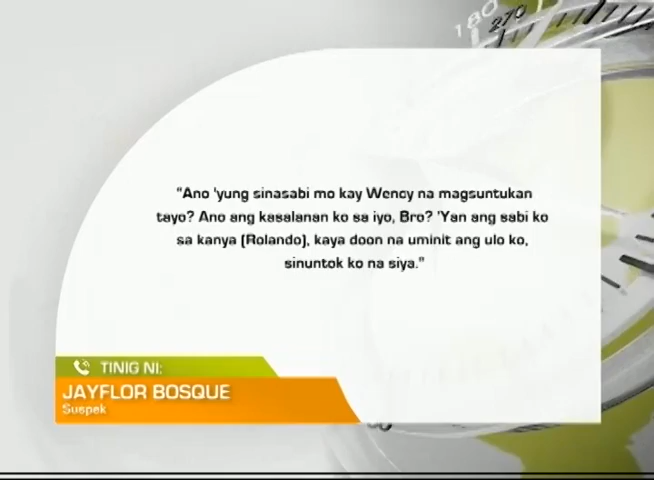 180
270
"Ano 'yung sinasabi mo kay Wency na magsuntukan
tayo? Ano ang kasalanan ko sa iyo, Bro? 'Yan ang sabi ko
sa kanya (Rolando), kaya doon na uminit ang ulo ko,
sinuntok ko na siya."
TINIG NI:
JAYFLOR BOSQUE
Suspek